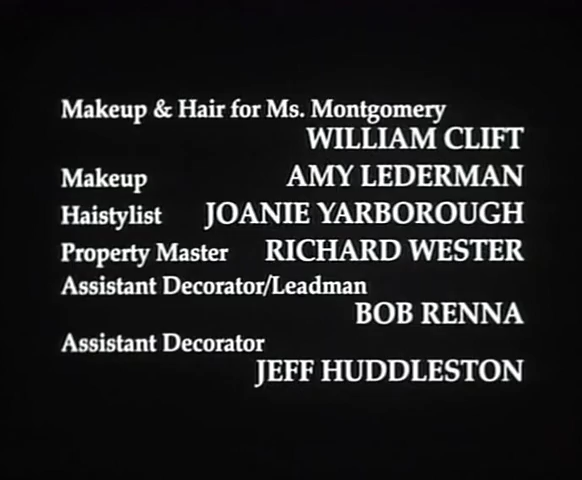 Makeup & Hair for Ms. Montgomery
WILLIAM CLIFT
Makeup AMY LEDERMAN
Haistylist JOANIE YARBOROUGH
Property Master RICHARD WESTER
Assistant Decorator/Leadman
BOB RENNA
Assistant Decorator
JEFF HUDDLESTON